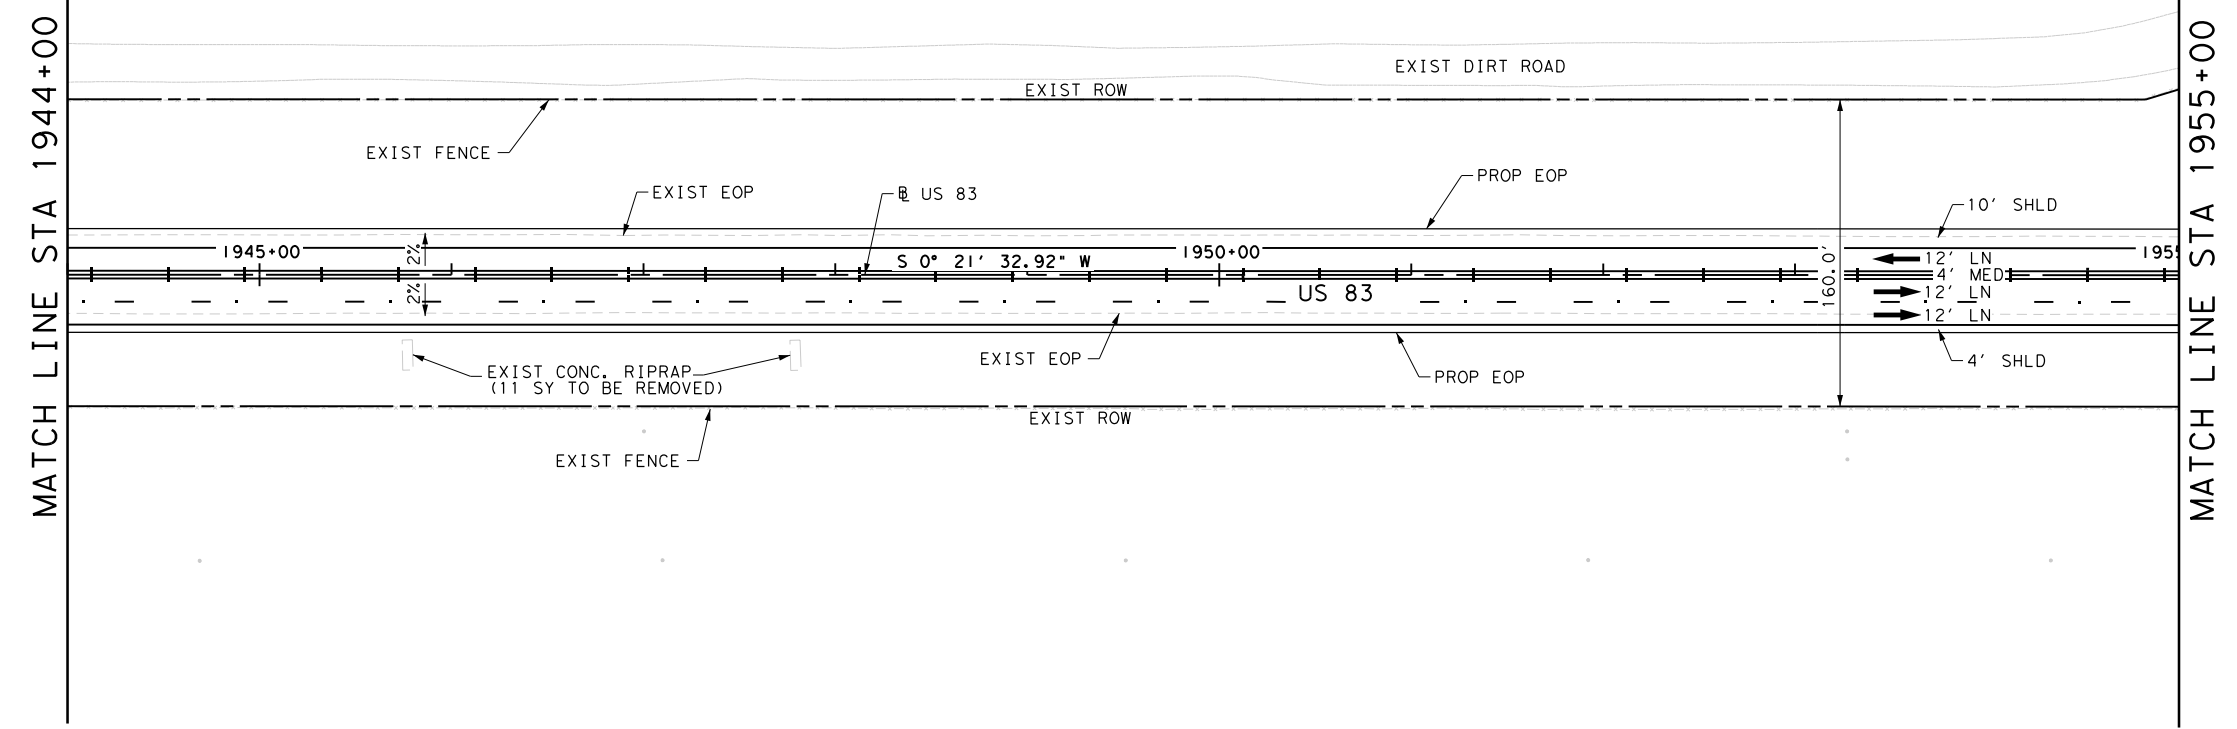 MATCH LINE STA 1944+00
EXIST DIRT ROAD
EXIST ROW
EXIST FENCE
PROP EOP
EXIST EOP
BL US 83
10' SHLD
1945+00
2%
S 0° 21' 32.92" W
1950+00
160.0'
12' LN
4' MED
12' LN
12' LN
1955
2%
US 83
EXIST CONC. RIPRAP
(11 SY TO BE REMOVED)
EXIST EOP
PROP EOP
4' SHLD
EXIST ROW
EXIST FENCE
MATCH LINE STA 1955+00